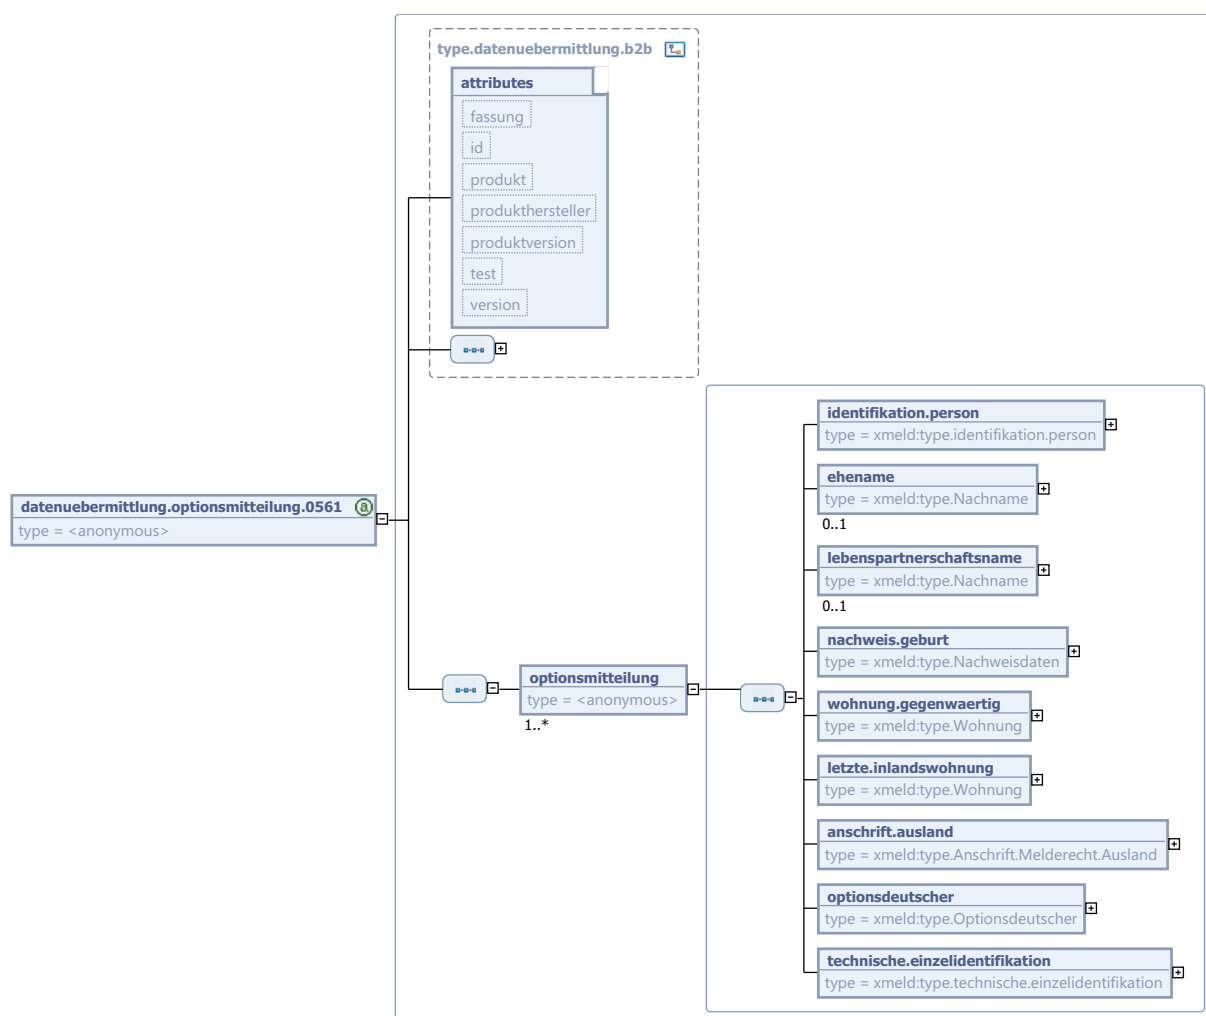 type.datenuebermittlung.b2b
attributes
fassung
id
produkt
produkthersteller
produktversion
test
version
identifikation.person
type = xmeld:type.identifikation.person
ehename
type = xmeld:type.Nachname
0..1
datenuebermittlung.optionsmitteilung.0561 a
type = <anonymous>
lebenspartnerschaftsname
type = xmeld:type.Nachname
0..1
nachweis.geburt
type = xmeld:type.Nachweisdaten
optionsmitteilung
type = <anonymous>
1..*
wohnung.gegenwaertig
type = xmeld:type.Wohnung
letzte.inlandswohnung
type = xmeld:type.Wohnung
anschrift.ausland
type = xmeld:type.Anschrift.Melderecht.Ausland
optionsdeutscher
type = xmeld:type.Optionsdeutscher
technische.einzelidentifikation
type = xmeld:type.technische.einzelidentifikation